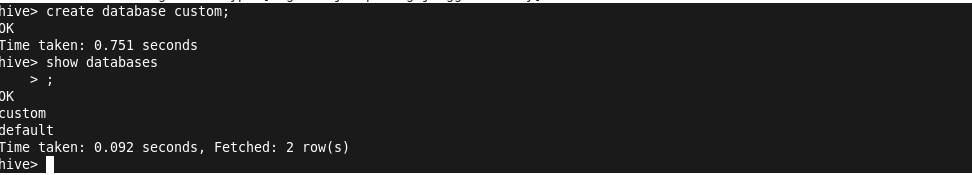 hive> create database custom;
OK
Time taken: 0.751 seconds
hive> show databases
    > ;
OK
custom
default
Time taken: 0.092 seconds, Fetched: 2 row(s)
hive>